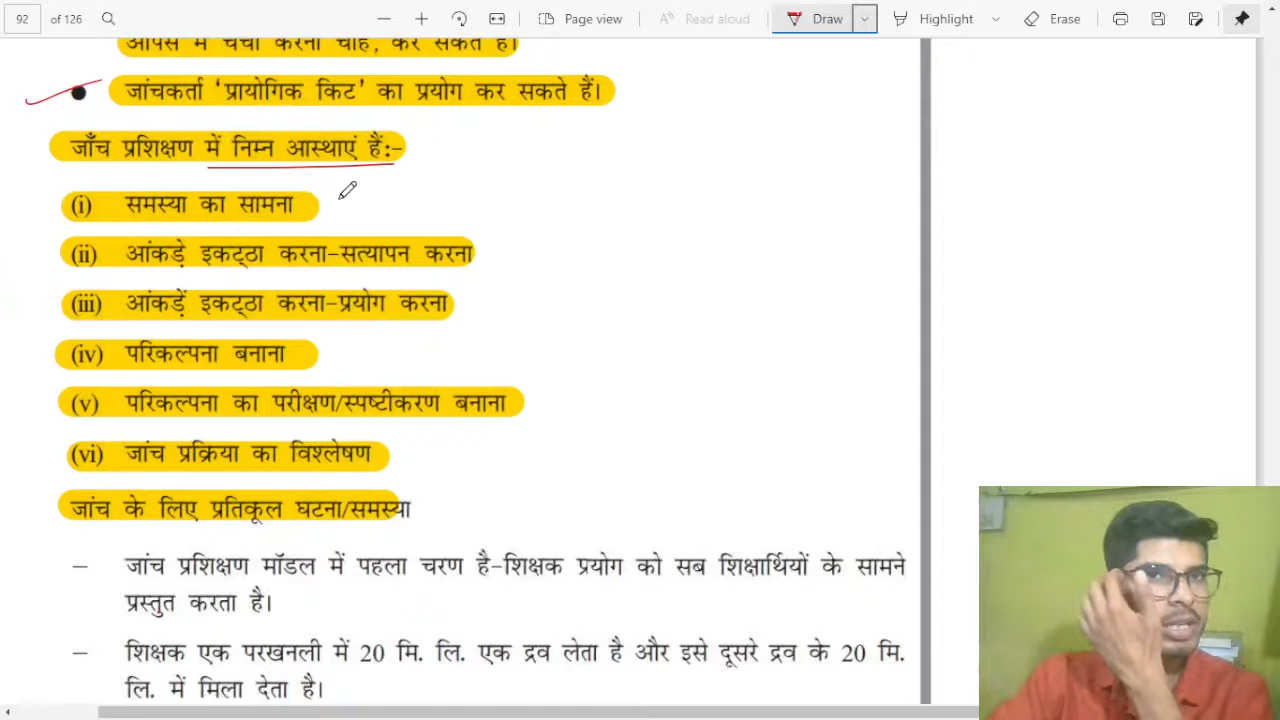 92 of 126 Page view Read aloud Draw Highlight Erase
आपस में चर्चा करना चाहें, कर सकते हैं।
● जांचकर्ता ‘प्रायोगिक किट’ का प्रयोग कर सकते हैं।
जाँच प्रशिक्षण में निम्न आस्थाएं हैं:-
(i) समस्या का सामना
(ii) आंकड़े इकट्ठा करना-सत्यापन करना
(iii) आंकड़ें इकट्ठा करना-प्रयोग करना
(iv) परिकल्पना बनाना
(v) परिकल्पना का परीक्षण/स्पष्टीकरण बनाना
(vi) जांच प्रक्रिया का विश्लेषण
जांच के लिए प्रतिकूल घटना/समस्या
– जांच प्रशिक्षण मॉडल में पहला चरण है-शिक्षक प्रयोग को सब शिक्षार्थियों के सामने
प्रस्तुत करता है।
– शिक्षक एक परखनली में 20 मि. लि. एक द्रव लेता है और इसे दूसरे द्रव के 20 मि.
लि. में मिला देता है।